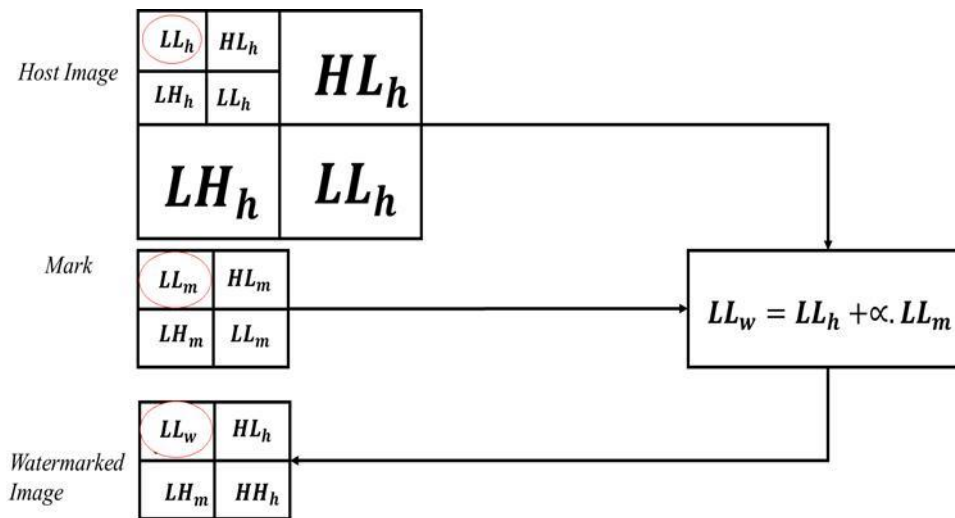 Host Image
LL_h HL_h
LH_h LL_h
HL_h
LH_h LL_h
Mark
LL_m HL_m
LH_m LL_m
LL_w = LL_h +∝. LL_m
Watermarked
Image
LL_w HL_h
LH_m HH_h